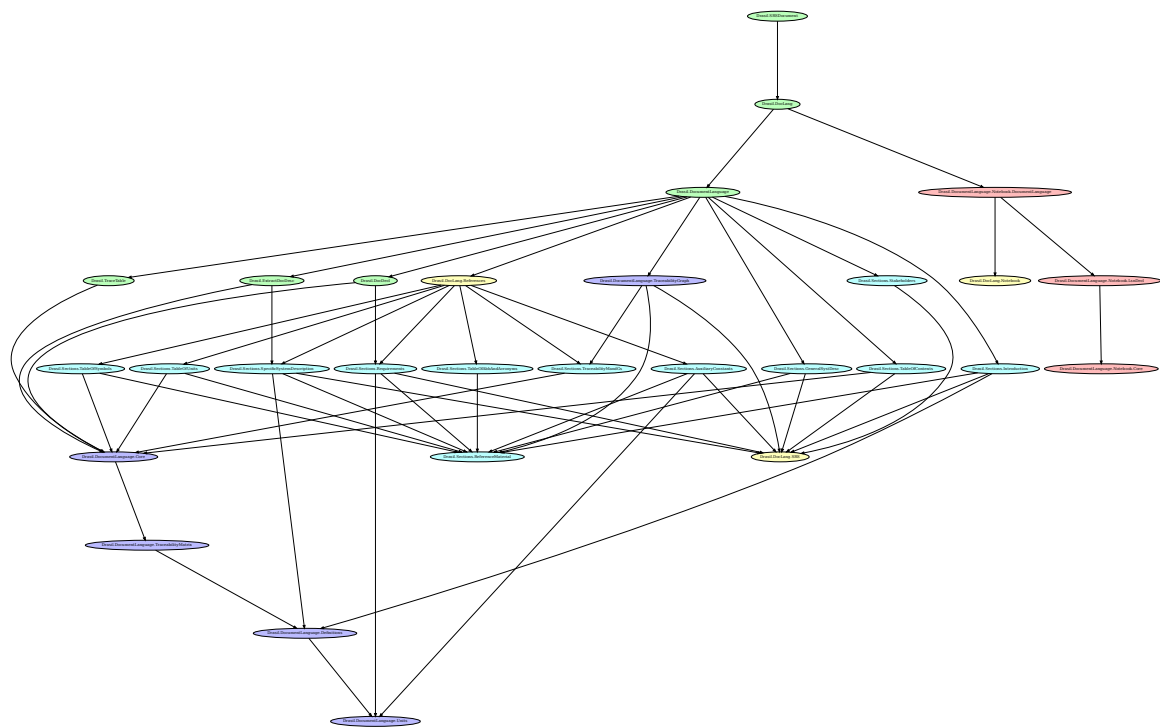 Drasil.SRSDocument
Drasil.DocLang
Drasil.DocumentLanguage
Drasil.DocumentLanguage.Notebook.DocumentLanguage
Drasil.TraceTable
Drasil.ExtractDocDesc
Drasil.DocDecl
Drasil.DocLang.References
Drasil.DocumentLanguage.TraceabilityGraph
Drasil.Sections.Stakeholders
Drasil.DocLang.Notebook
Drasil.DocumentLanguage.Notebook.LsnDecl
Drasil.Sections.TableOfSymbols
Drasil.Sections.TableOfUnits
Drasil.Sections.SpecificSystemDescription
Drasil.Sections.Requirements
Drasil.Sections.TableOfAbbAndAcronyms
Drasil.Sections.TraceabilityMandGs
Drasil.Sections.AuxiliaryConstants
Drasil.Sections.GeneralSystDesc
Drasil.Sections.TableOfContents
Drasil.Sections.Introduction
Drasil.DocumentLanguage.Notebook.Core
Drasil.DocumentLanguage.Core
Drasil.Sections.ReferenceMaterial
Drasil.DocLang.SRS
Drasil.DocumentLanguage.TraceabilityMatrix
Drasil.DocumentLanguage.Definitions
Drasil.DocumentLanguage.Units